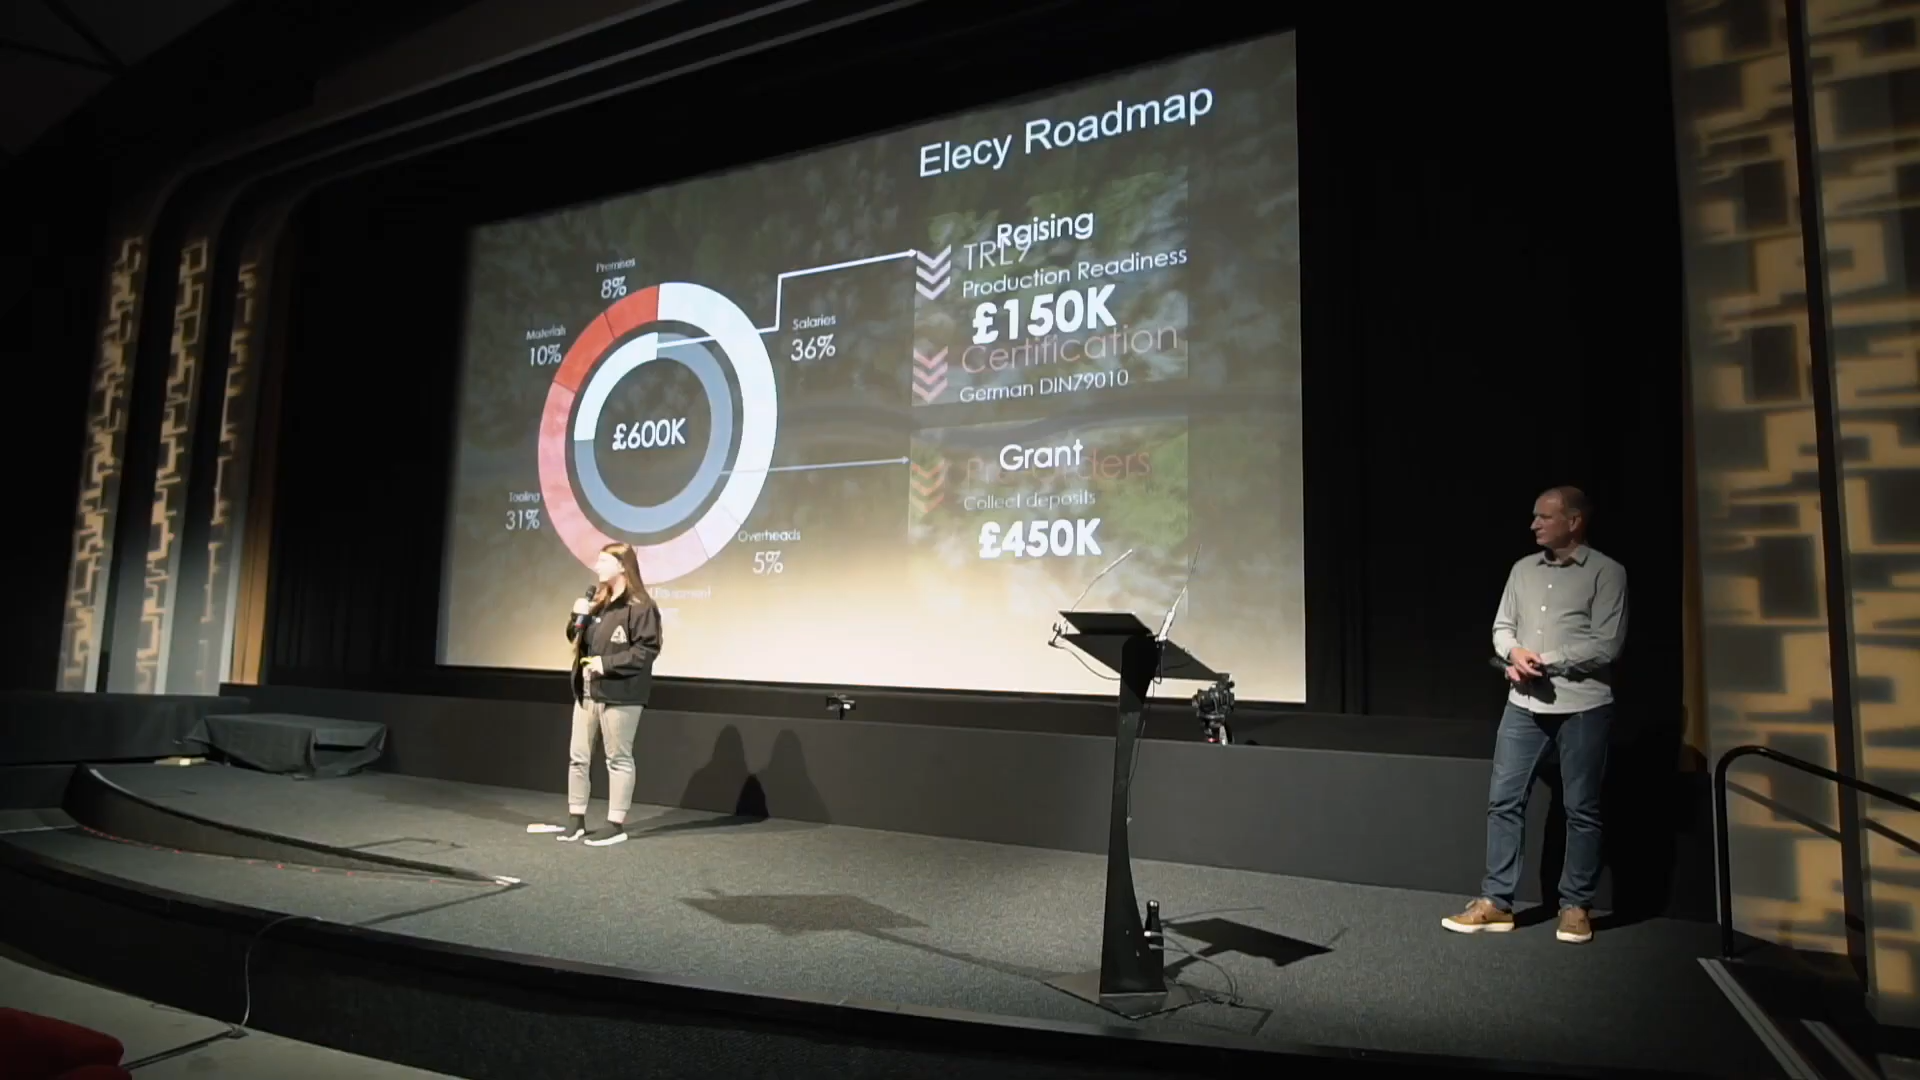 Elecy Roadmap
Premises
8%
Materials
10%
Salaries
36%
£600K
Tooling
31%
Overheads
5%
Raising
TRL9
Production Readiness
£150K
Certification
German DIN79010
Grant
Collect deposits
£450K